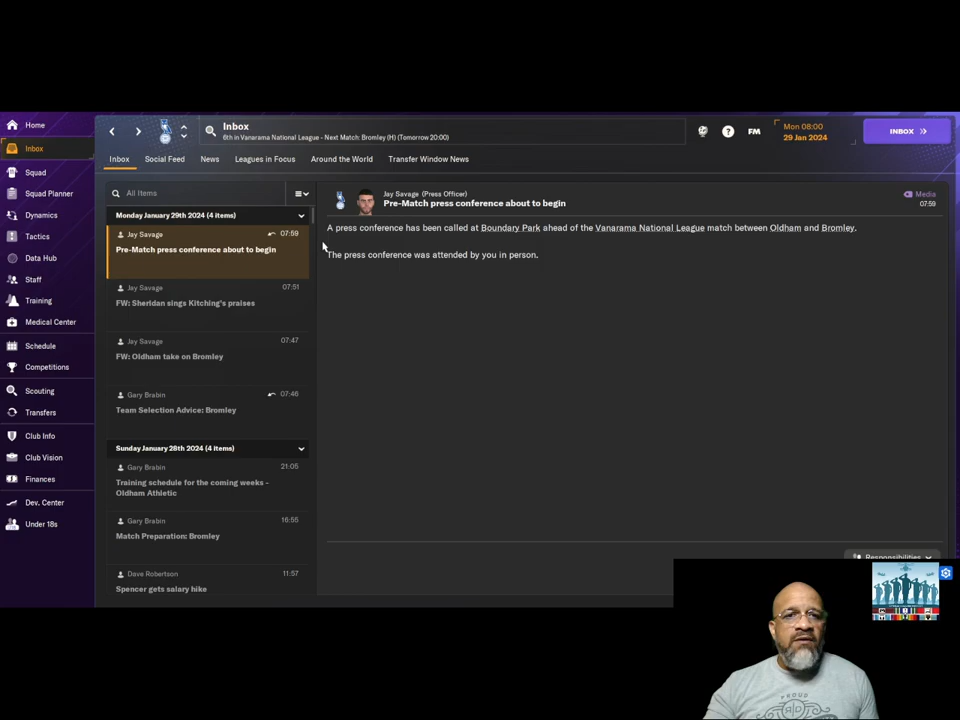 Home
Inbox
Squad
Squad Planner
Dynamics
Tactics
Data Hub
Staff
Training
Medical Center
Schedule
Competitions
Scouting
Transfers
Club Info
Club Vision
Finances
Dev. Center
Under 18s
Inbox
6th in Vanarama National League - Next Match: Bromley (H) (Tomorrow 20:00)
? FM
Mon 08:00
29 Jan 2024
INBOX
Inbox Social Feed News Leagues in Focus Around the World Transfer Window News
All Items
Monday January 29th 2024 (4 items)
Jay Savage 07:59
Pre-Match press conference about to begin
Jay Savage 07:51
FW: Sheridan sings Kitching's praises
Jay Savage 07:47
FW: Oldham take on Bromley
Gary Brabin 07:46
Team Selection Advice: Bromley
Sunday January 28th 2024 (4 items)
Gary Brabin 21:05
Training schedule for the coming weeks -
Oldham Athletic
Gary Brabin 16:55
Match Preparation: Bromley
Dave Robertson 11:57
Spencer gets salary hike
Jay Savage (Press Officer)
Pre-Match press conference about to begin
Media
07:59
A press conference has been called at Boundary Park ahead of the Vanarama National League match between Oldham and Bromley.
The press conference was attended by you in person.
Responsibilities
PROUD